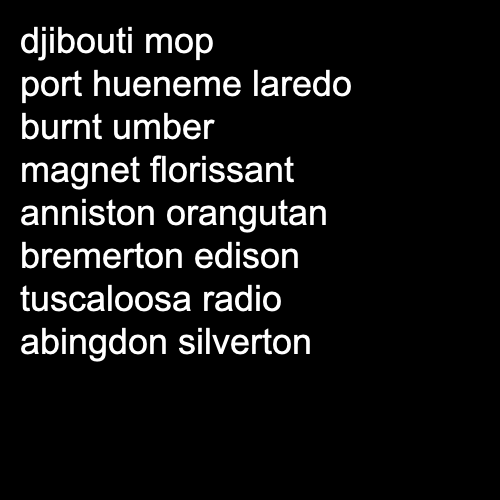 djibouti mop
port hueneme laredo
burnt umber
magnet florissant
anniston orangutan
bremerton edison
tuscaloosa radio
abingdon silverton